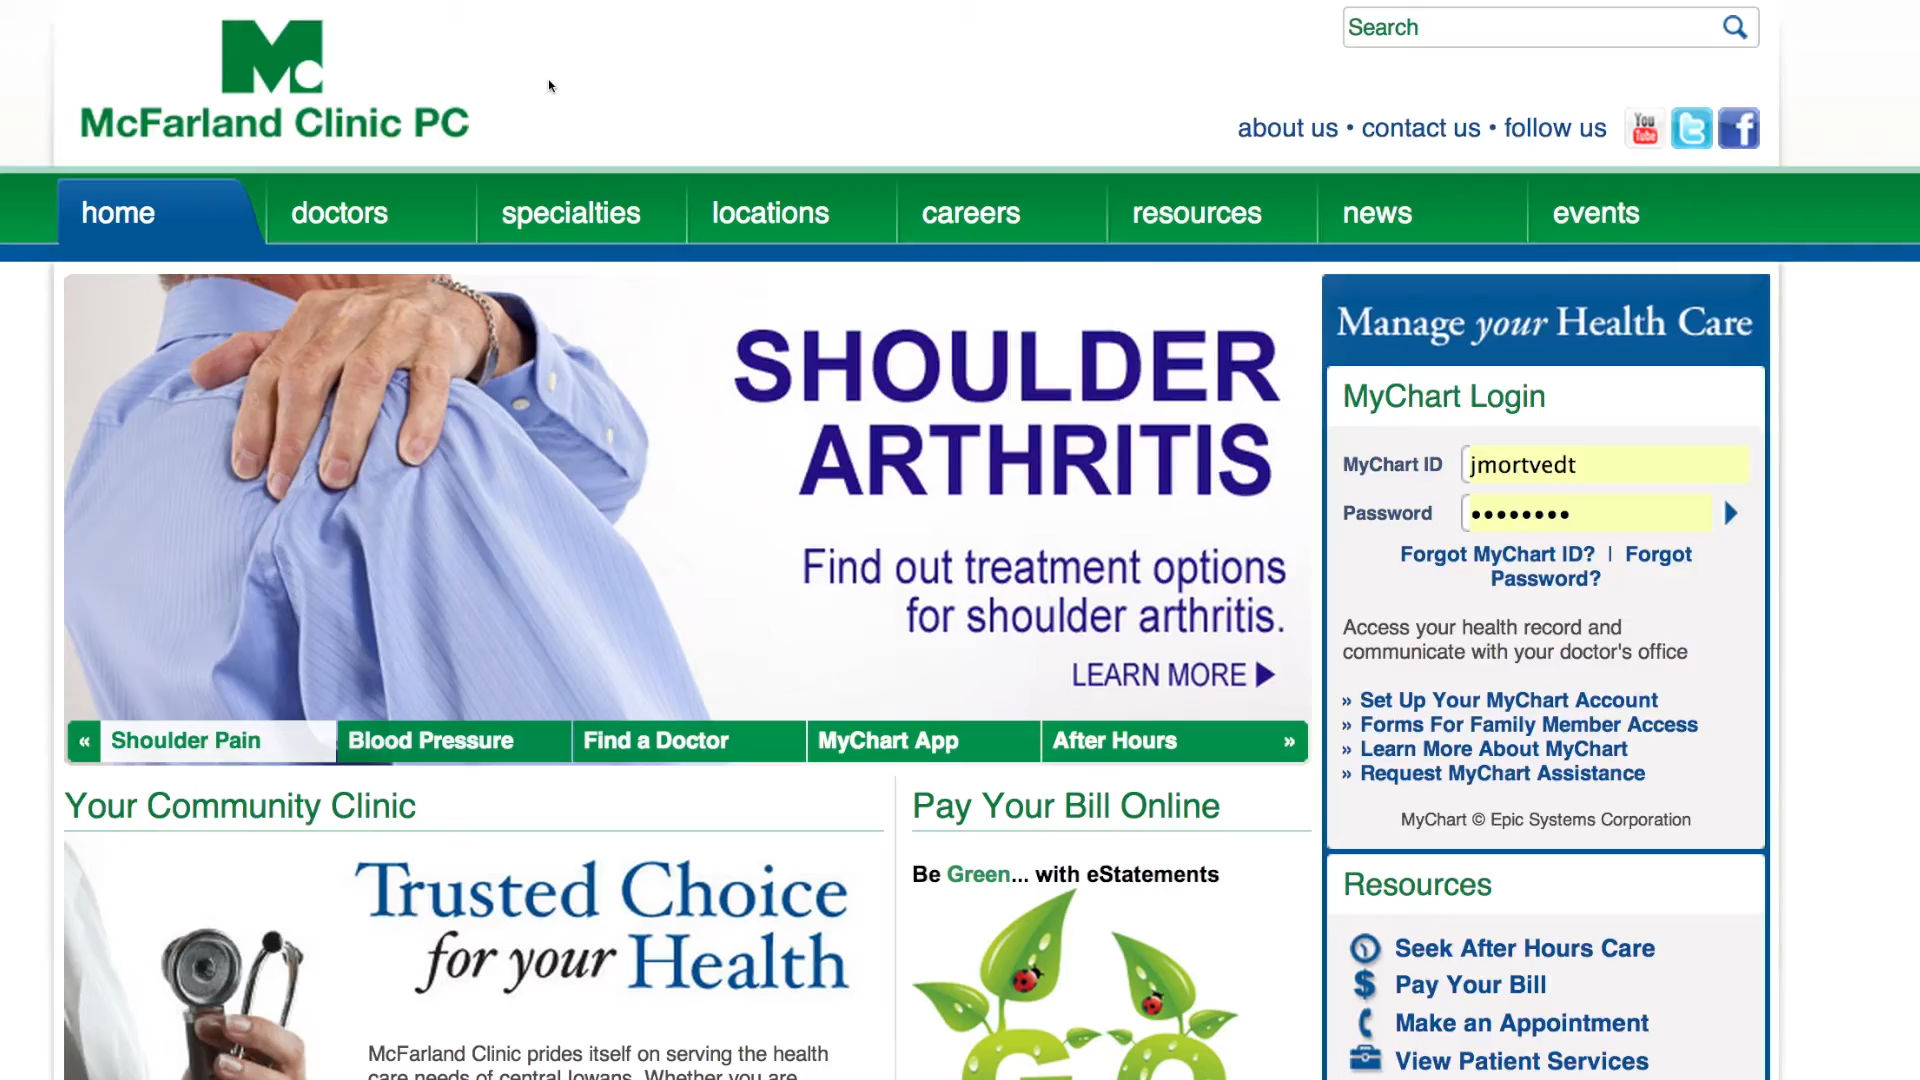 Mc
McFarland Clinic PC
Search
about us • contact us • follow us
You
Tube
t
f
home
doctors
specialties
locations
careers
resources
news
events
SHOULDER
ARTHRITIS
Find out treatment options
for shoulder arthritis.
LEARN MORE ▶
« Shoulder Pain
Blood Pressure
Find a Doctor
MyChart App
After Hours »
Your Community Clinic
Trusted Choice
for your Health
McFarland Clinic prides itself on serving the health
care needs of central Iowans. Whether you are
Pay Your Bill Online
Be Green... with eStatements
GO
Manage your Health Care
MyChart Login
MyChart ID jmortvedt
Password ••••••••
Forgot MyChart ID? | Forgot
Password?
Access your health record and
communicate with your doctor's office
» Set Up Your MyChart Account
» Forms For Family Member Access
» Learn More About MyChart
» Request MyChart Assistance
MyChart © Epic Systems Corporation
Resources
Seek After Hours Care
$ Pay Your Bill
Make an Appointment
View Patient Services